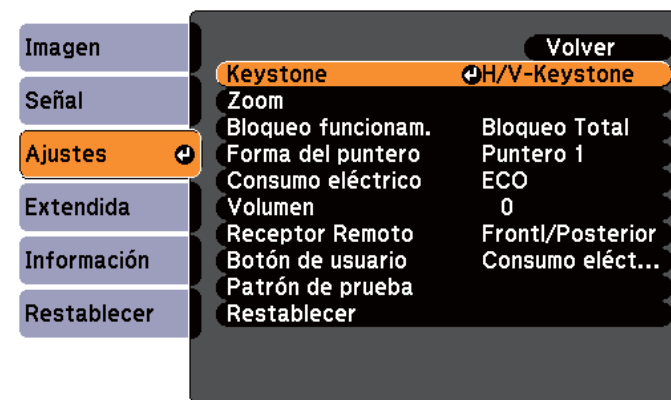 Imagen
Señal
Ajustes
Extendida
Información
Restablecer
Volver
Keystone H/V-Keystone
Zoom
Bloqueo funcionam. Bloqueo Total
Forma del puntero Puntero 1
Consumo eléctrico ECO
Volumen 0
Receptor Remoto Frontl/Posterior
Botón de usuario Consumo eléct...
Patrón de prueba
Restablecer